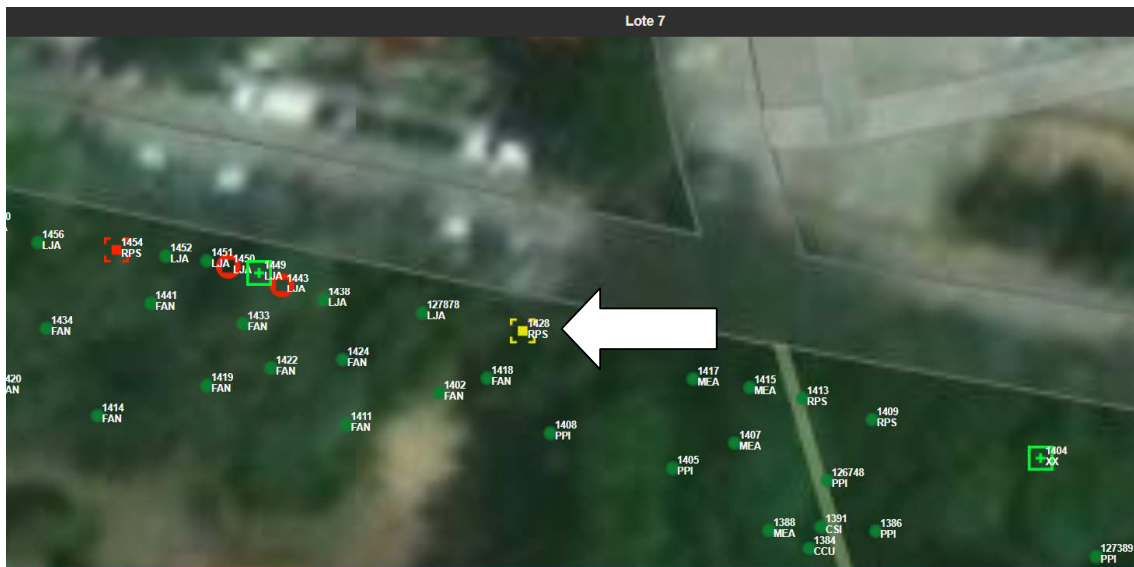 Lote 7
1456
LJA
1454
RPS
1452
LJA
1451
LJA
1450
LJA
1449
LJA
1443
LJA
1438
LJA
127878
LJA
1428
RPS
1441
FAN
1434
FAN
1433
FAN
1424
FAN
1422
FAN
1419
FAN
1418
FAN
1402
FAN
1414
FAN
1411
FAN
1408
PPI
1417
MEA
1415
MEA
1413
RPS
1409
RPS
1407
MEA
1405
PPI
1404
XX
126748
PPI
1388
MEA
1391
CSI
1384
CCU
1386
PPI
127389
PPI